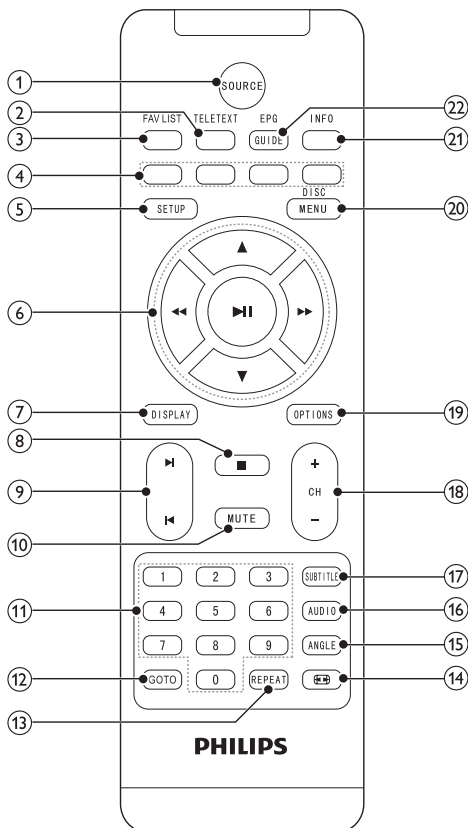 1
SOURCE
2
FAV LIST TELETEXT EPG INFO
22
3
GUIDE
21
4
DISC
5
SETUP
MENU
20
6
7
DISPLAY
OPTIONS
19
8
9
CH
18
10
MUTE
1 2 3
SUBTITLE
17
11
4 5 6
AUDIO
16
7 8 9
ANGLE
15
12
GOTO
0
REPEAT
14
13
PHILIPS